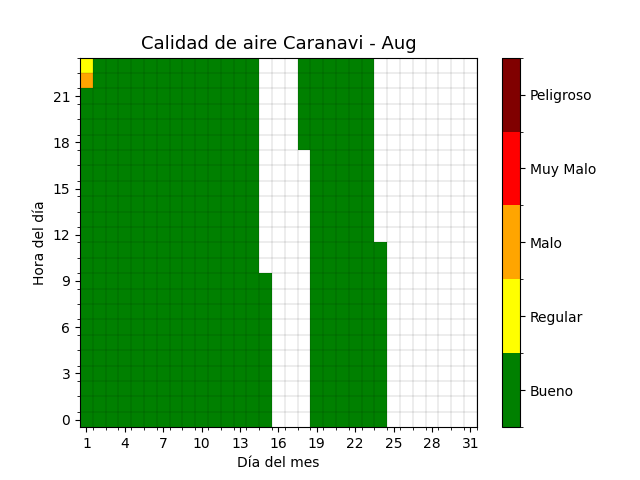 Calidad de aire Caranavi - Aug
Hora del día
21
18
15
12
9
6
3
0
1 4 7 10 13 16 19 22 25 28 31
Día del mes
Peligroso
Muy Malo
Malo
Regular
Bueno